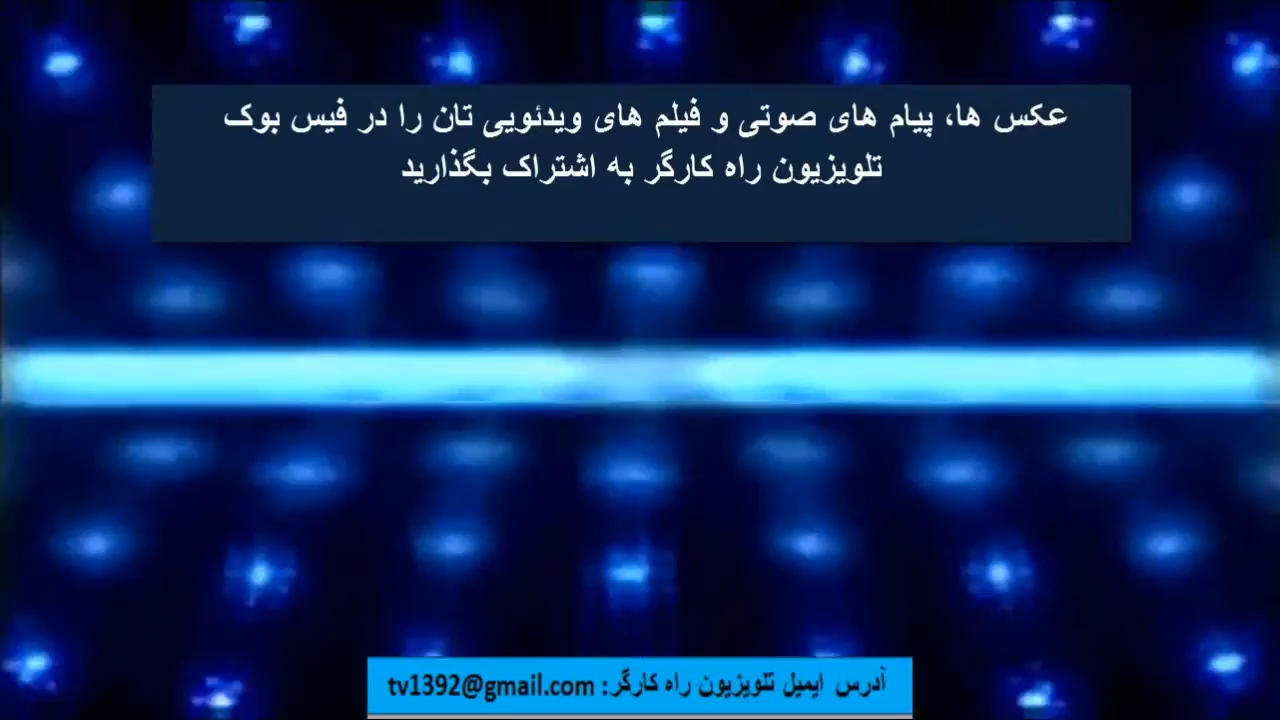 عکس ها، پیام های صوتی و فیلم های ویدئویی تان را در فیس بوک
تلویزیون راه کارگر به اشتراک بگذارید
آدرس ایمیل تلویزیون راه کارگر: tv1392@gmail.com